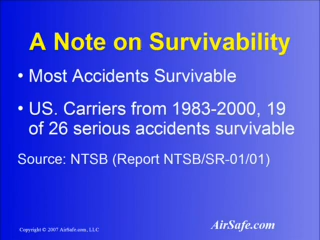 A Note on Survivability
• Most Accidents Survivable
• US. Carriers from 1983-2000, 19
of 26 serious accidents survivable
Source: NTSB (Report NTSB/SR-01/01)
Copyright © 2007 AirSafe.com, LLC
AirSafe.com